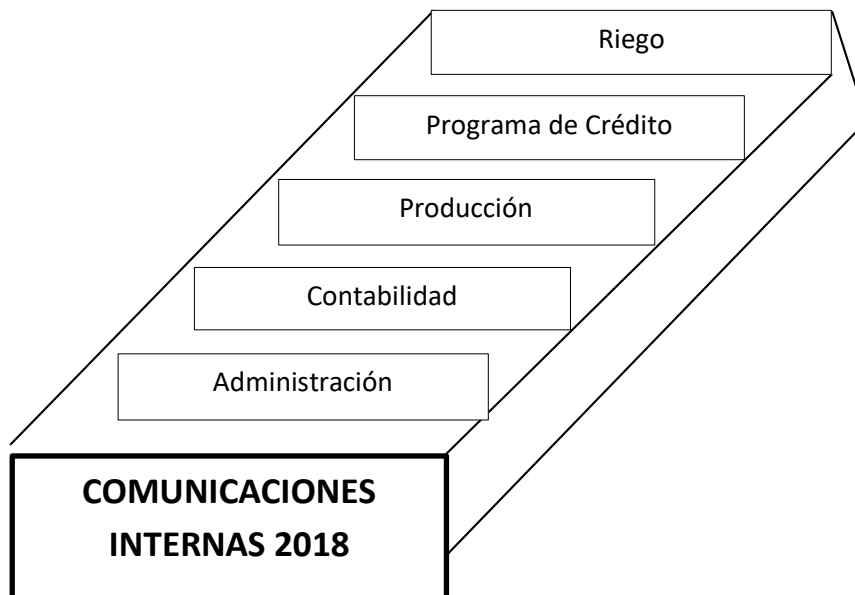 Riego
Programa de Crédito
Producción
Contabilidad
Administración
COMUNICACIONES
INTERNAS 2018